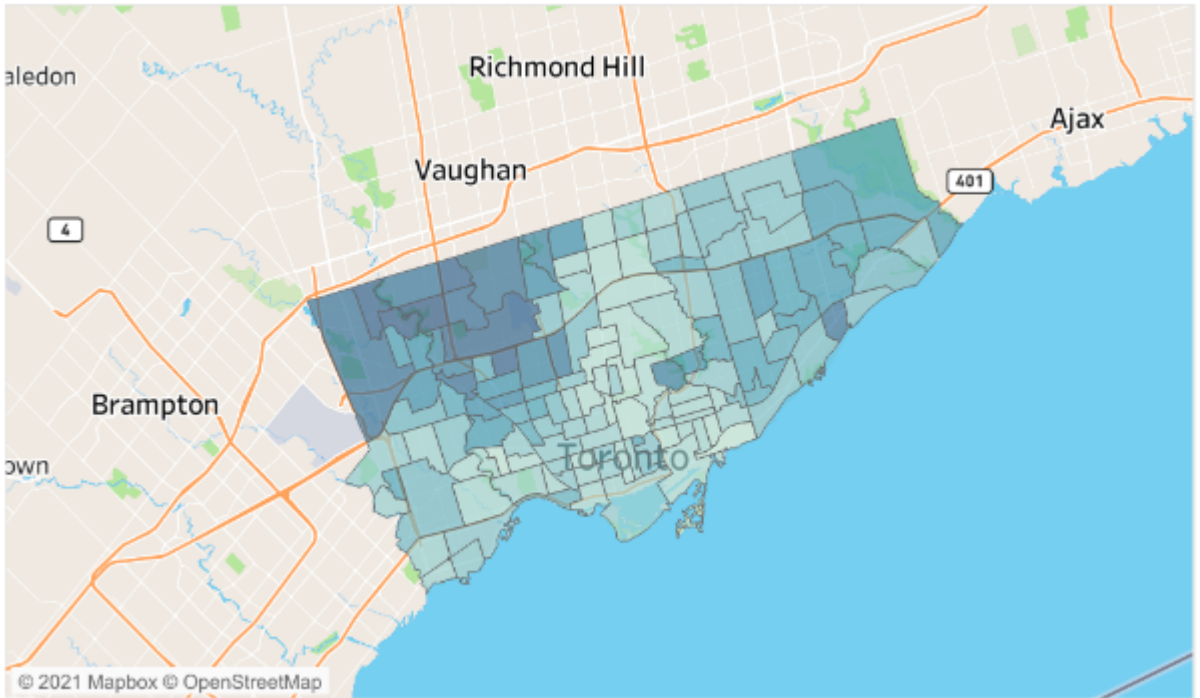 Richmond Hill
aledon
Ajax
Vaughan
401
4
Brampton
Toronto
own
© 2021 Mapbox © OpenStreetMap